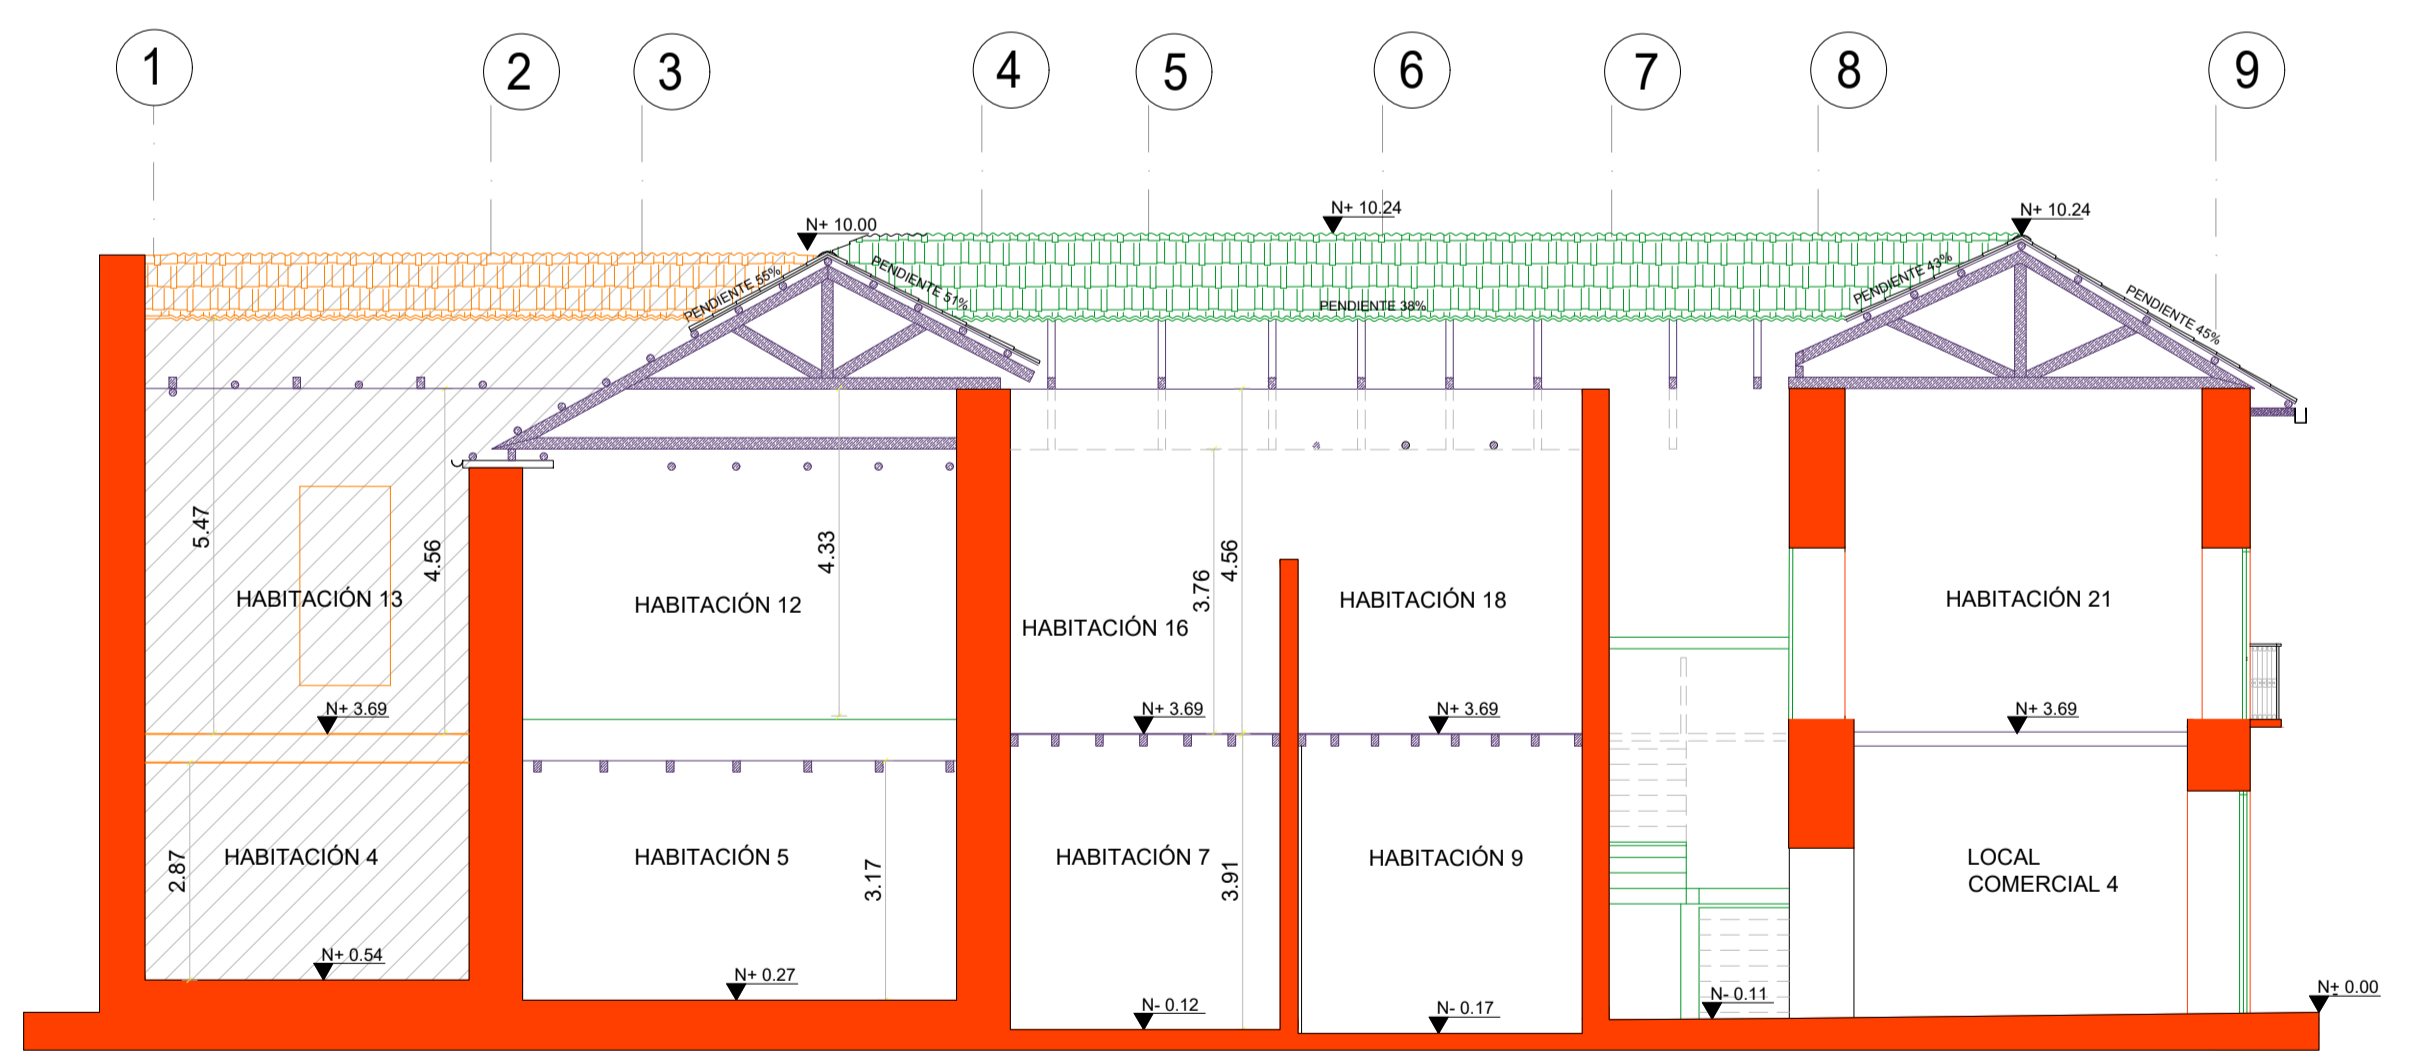 1
2
3
4
5
6
7
8
9
N+ 10.00
N+ 10.24
N+ 10.24
PENDIENTE 55%
PENDIENTE 51%
PENDIENTE 38%
PENDIENTE 43%
PENDIENTE 45%
5.47
4.56
4.33
3.76
4.56
HABITACIÓN 13
HABITACIÓN 12
HABITACIÓN 16
HABITACIÓN 18
HABITACIÓN 21
N+ 3.69
N+ 3.69
N+ 3.69
N+ 3.69
2.87
HABITACIÓN 4
HABITACIÓN 5
3.17
HABITACIÓN 7
3.91
HABITACIÓN 9
LOCAL
COMERCIAL 4
N+ 0.54
N+ 0.27
N- 0.12
N- 0.17
N- 0.11
N± 0.00